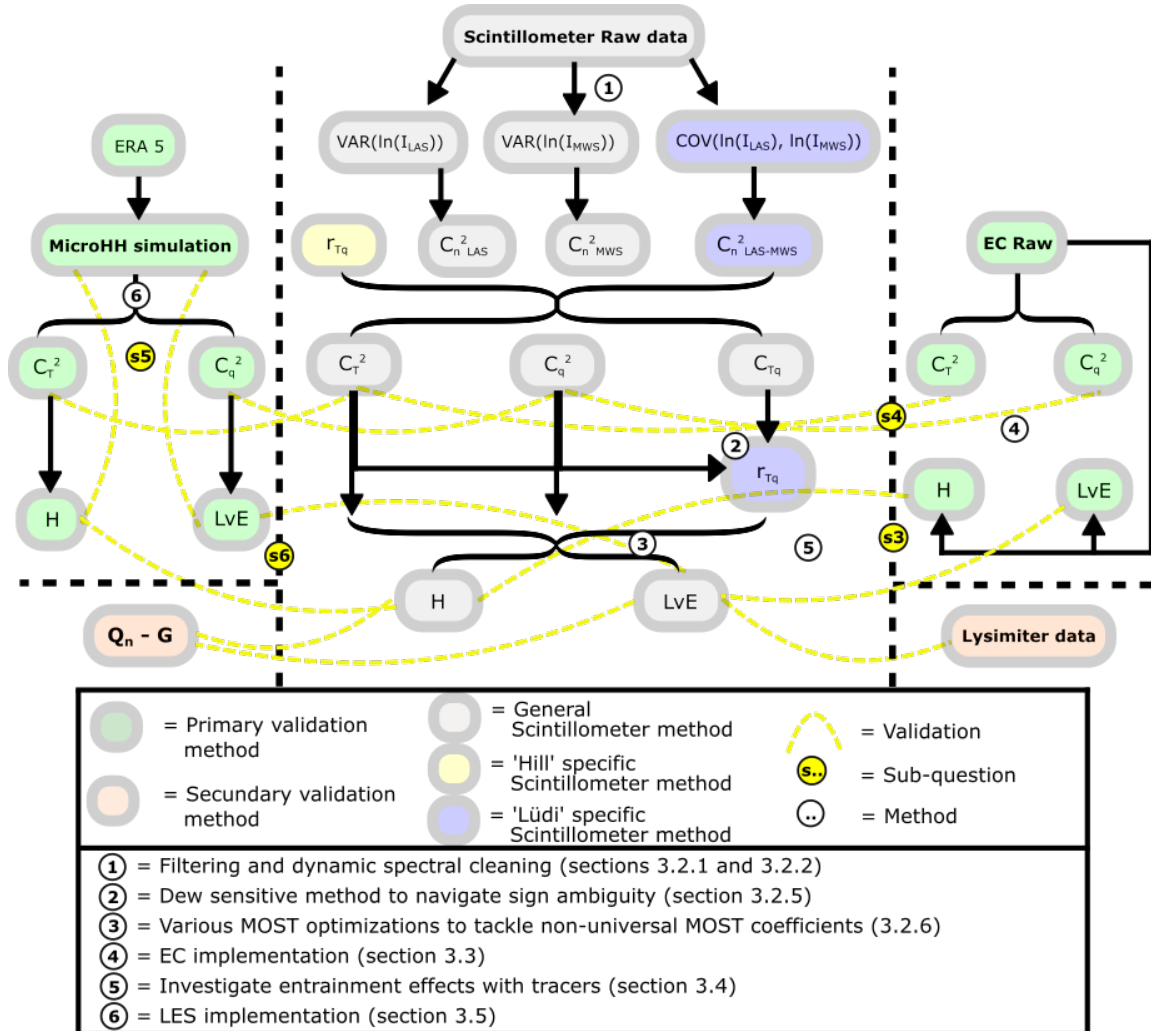 Scintillometer Raw data
1
ERA 5
VAR(ln(I_LAS))
VAR(ln(I_MWS))
COV(ln(I_LAS), ln(I_MWS))
MicroHH simulation
r_Tq
C_n^2 LAS
C_n^2 MWS
C_n^2 LAS-MWS
EC Raw
6
s5
C_T^2
C_q^2
C_T^2
C_q^2
C_Tq
C_T^2
C_q^2
s4
4
2
r_Tq
H
LvE
H
LvE
s6
3
5
s3
H
LvE
Q_n - G
Lysimiter data
= Primary validation
method
= Secundary validation
method
= General
Scintillometer method
= 'Hill' specific
Scintillometer method
= 'Lüdi' specific
Scintillometer method
= Validation
s.. = Sub-question
.. = Method
1 = Filtering and dynamic spectral cleaning (sections 3.2.1 and 3.2.2)
2 = Dew sensitive method to navigate sign ambiguity (section 3.2.5)
3 = Various MOST optimizations to tackle non-universal MOST coefficients (3.2.6)
4 = EC implementation (section 3.3)
5 = Investigate entrainment effects with tracers (section 3.4)
6 = LES implementation (section 3.5)